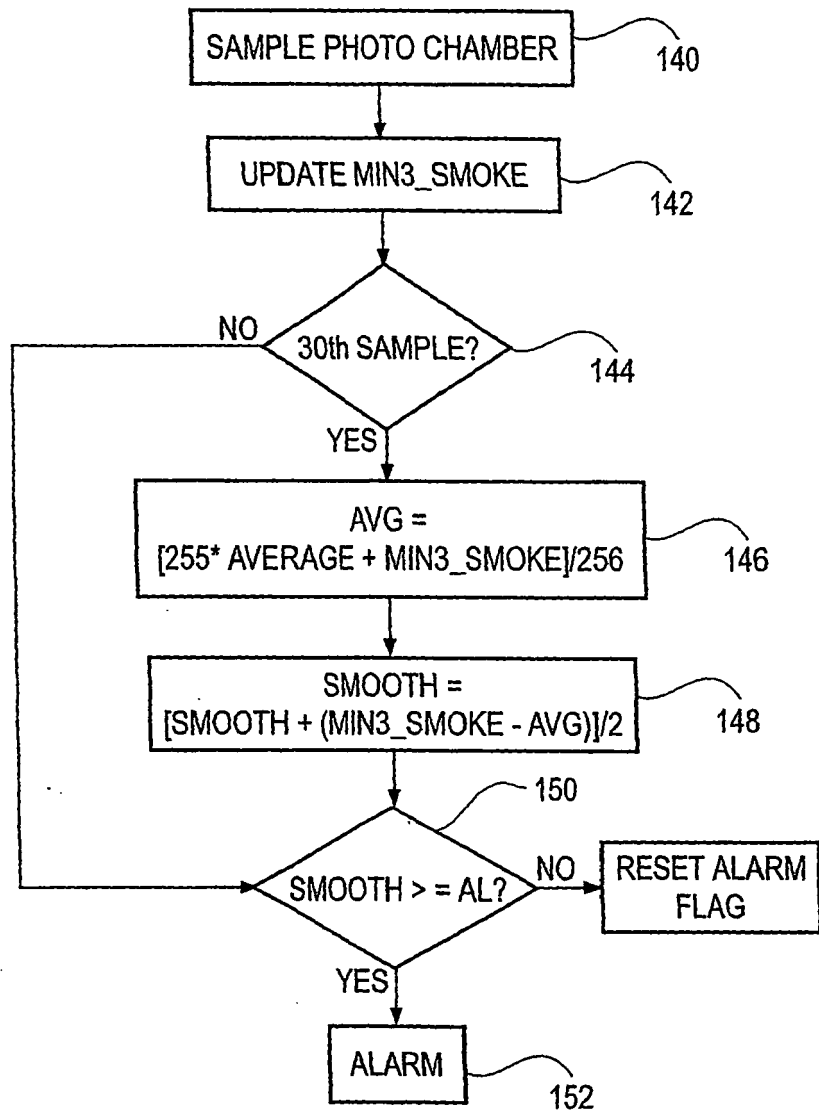 SAMPLE PHOTO CHAMBER
140
UPDATE MIN3_SMOKE
142
NO
30th SAMPLE?
144
YES
AVG =
[255* AVERAGE + MIN3_SMOKE]/256
146
SMOOTH =
[SMOOTH + (MIN3_SMOKE - AVG)]/2
148
150
SMOOTH > = AL?
NO
RESET ALARM
FLAG
YES
ALARM
152